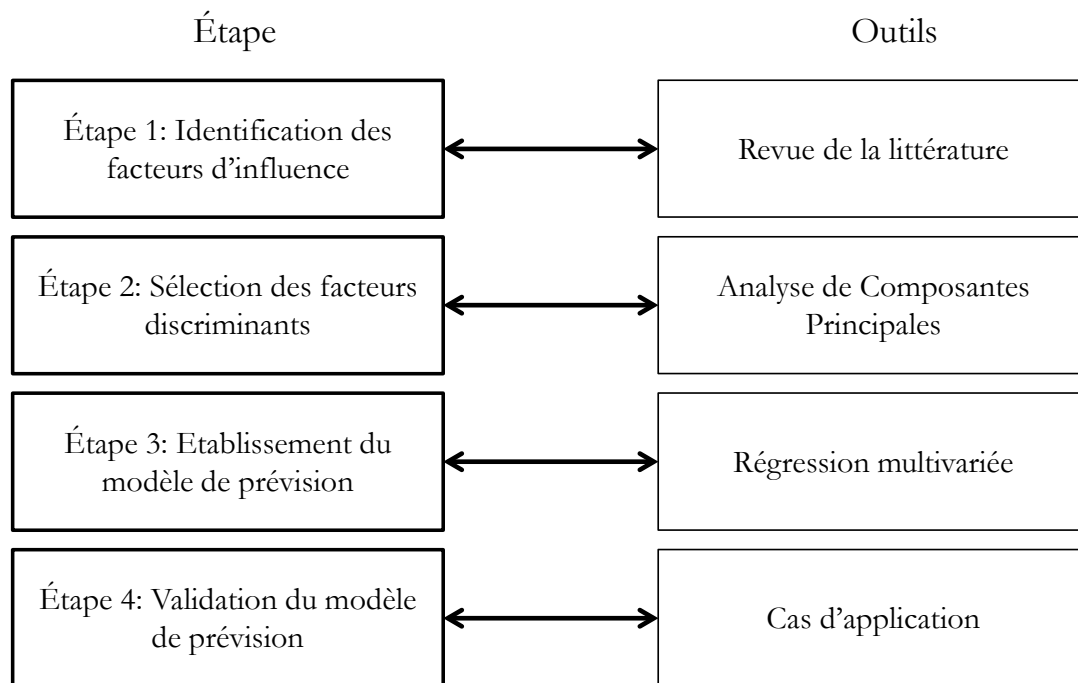 Étape
Outils
Étape 1: Identification des
facteurs d’influence
Revue de la littérature
Étape 2: Sélection des facteurs
discriminants
Analyse de Composantes
Principales
Étape 3: Etablissement du
modèle de prévision
Régression multivariée
Étape 4: Validation du modèle
de prévision
Cas d’application